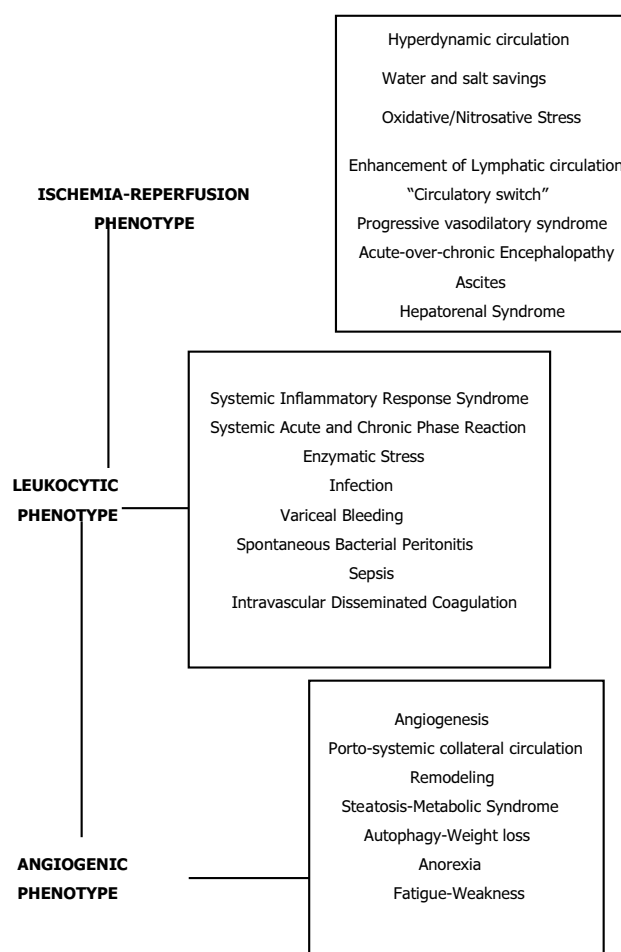 Hyperdynamic circulation
Water and salt savings
Oxidative/Nitrosative Stress
Enhancement of Lymphatic circulation
“Circulatory switch”
Progressive vasodilatory syndrome
Acute-over-chronic Encephalopathy
Ascites
Hepatorenal Syndrome
ISCHEMIA-REPERFUSION
PHENOTYPE
Systemic Inflammatory Response Syndrome
Systemic Acute and Chronic Phase Reaction
Enzymatic Stress
Infection
Variceal Bleeding
Spontaneous Bacterial Peritonitis
Sepsis
Intravascular Disseminated Coagulation
LEUKOCYTIC
PHENOTYPE
Angiogenesis
Porto-systemic collateral circulation
Remodeling
Steatosis-Metabolic Syndrome
Autophagy-Weight loss
Anorexia
Fatigue-Weakness
ANGIOGENIC
PHENOTYPE